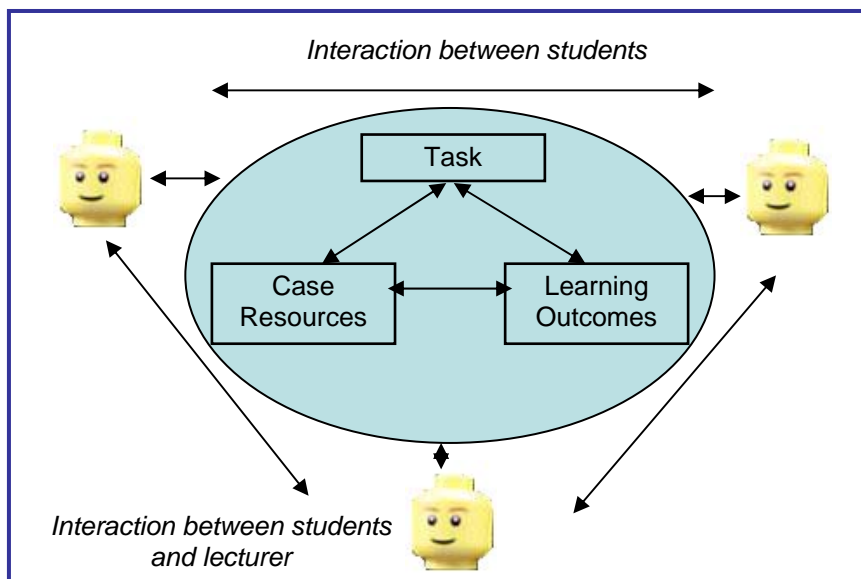 Interaction between students
Task
Case
Resources
Learning
Outcomes
Interaction between students
and lecturer